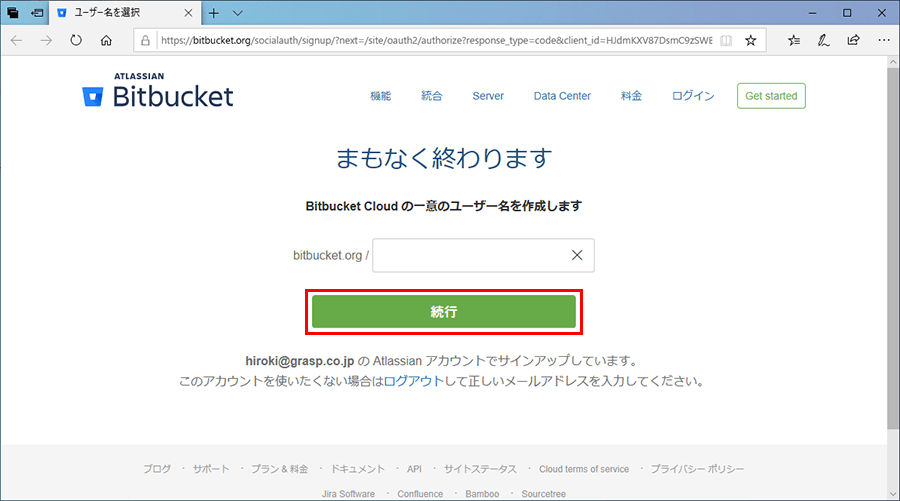 ユーザー名を選択
https://bitbucket.org/socialauth/signup/?next=/site/oauth2/authorize?response_type=code&client_id=HJdmKXV87DsmC9zSWE
ATLASSIAN
Bitbucket
機能 統合 Server Data Center 料金 ログイン Get started
まもなく終わります
Bitbucket Cloud の一意のユーザー名を作成します
bitbucket.org /
続行
hiroki@grasp.co.jp の Atlassian アカウントでサインアップしています。
このアカウントを使いたくない場合はログアウトして正しいメールアドレスを入力してください。
ブログ · サポート · プラン & 料金 · ドキュメント · API · サイトステータス · Cloud terms of service · プライバシー ポリシー
Jira Software · Confluence · Bamboo · Sourcetree